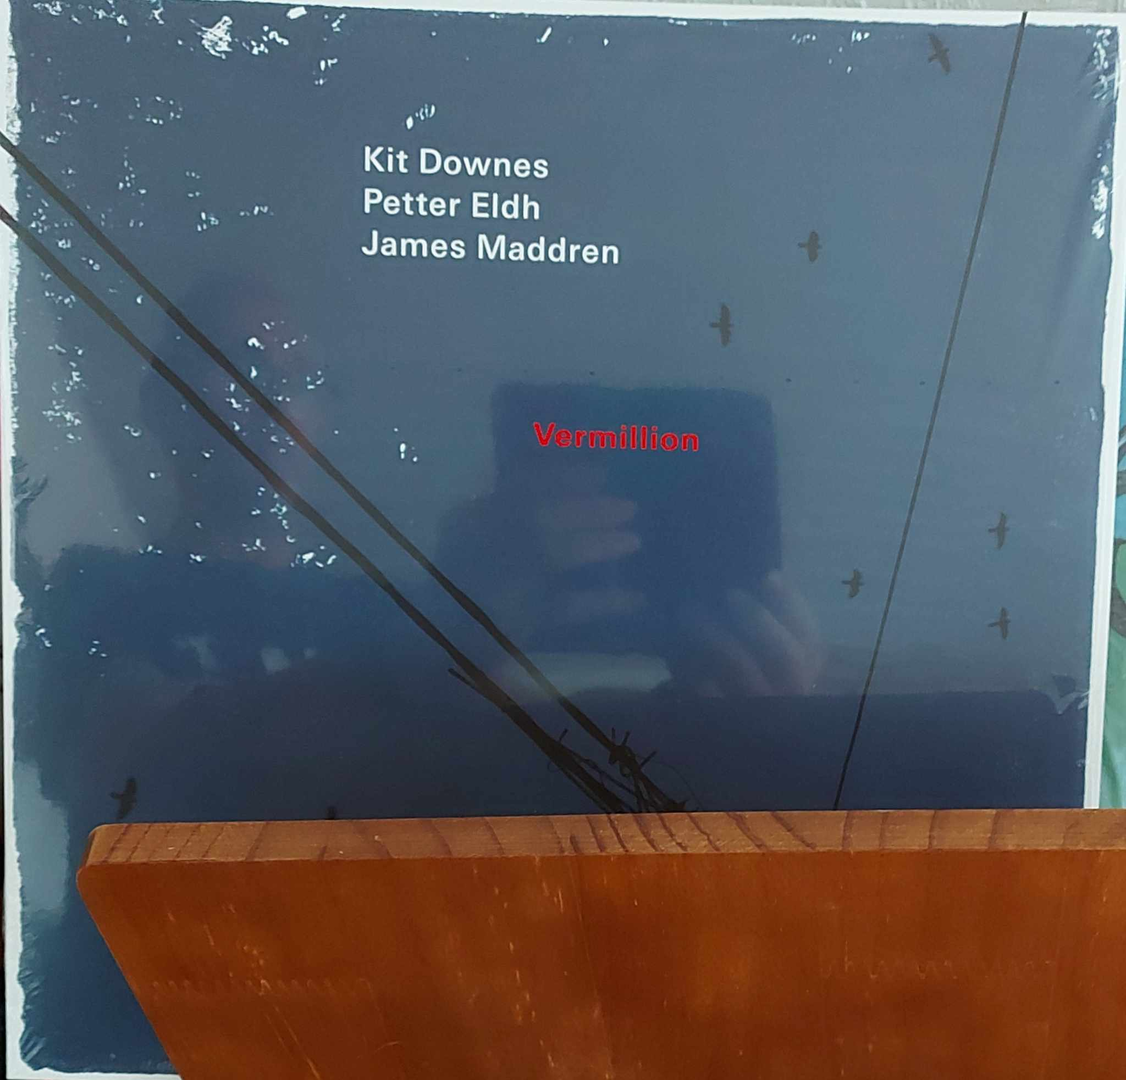 Kit Downes
Petter Eldh
James Maddren
Vermillion